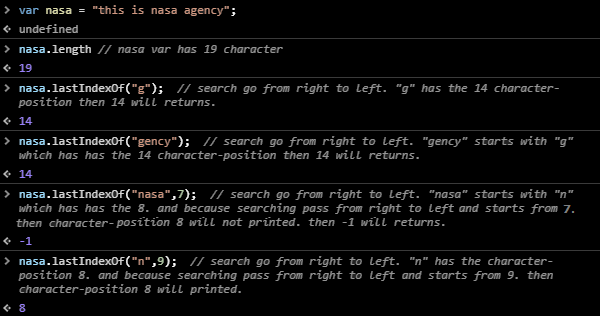 var nasa = "this is nasa agency";
undefined
nasa.length // nasa var has 19 character
19
nasa.lastIndexOf("g");  // search go from right to left. "g" has the 14 character-
position then 14 will returns.
14
nasa.lastIndexOf("gency");  // search go from right to left. "gency" starts with "g"
which has has the 14 character-position then 14 will returns.
14
nasa.lastIndexOf("nasa",7);  // search go from right to left. "nasa" starts with "n"
which has has the 8. and because searching pass from right to left and starts from 7.
then character-position 8 will not printed. then -1 will returns.
-1
nasa.lastIndexOf("n",9);  // search go from right to left. "n" has the character-
position 8. and because searching pass from right to left and starts from 9. then
character-position 8 will printed.
8